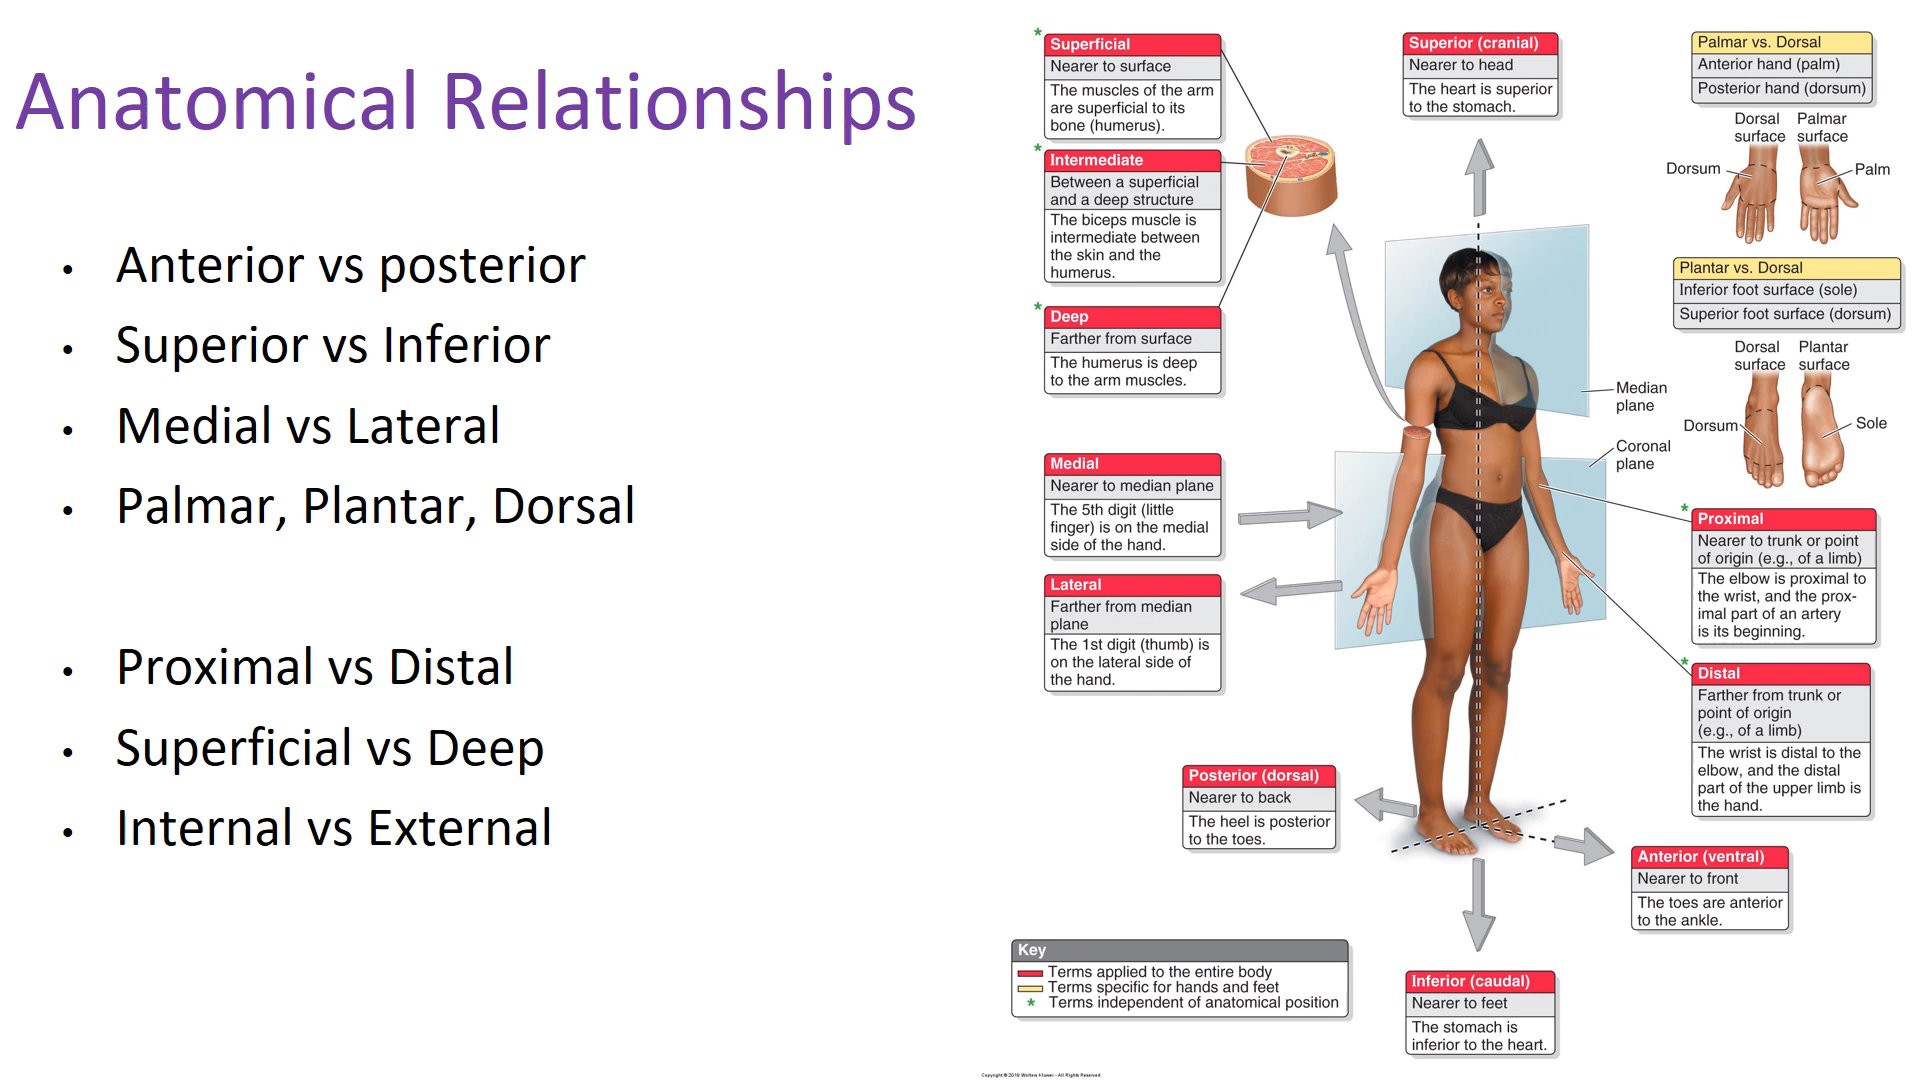 Anatomical Relationships
• Anterior vs posterior
• Superior vs Inferior
• Medial vs Lateral
• Palmar, Plantar, Dorsal
• Proximal vs Distal
• Superficial vs Deep
• Internal vs External
* Superficial
Nearer to surface
The muscles of the arm
are superficial to its
bone (humerus).
* Intermediate
Between a superficial
and a deep structure
The biceps muscle is
intermediate between
the skin and the
humerus.
* Deep
Farther from surface
The humerus is deep
to the arm muscles.
Medial
Nearer to median plane
The 5th digit (little
finger) is on the medial
side of the hand.
Lateral
Farther from median
plane
The 1st digit (thumb) is
on the lateral side of
the hand.
Superior (cranial)
Nearer to head
The heart is superior
to the stomach.
Median
plane
Coronal
plane
Palmar vs. Dorsal
Anterior hand (palm)
Posterior hand (dorsum)
Dorsal
surface
Palmar
surface
Dorsum
Palm
Plantar vs. Dorsal
Inferior foot surface (sole)
Superior foot surface (dorsum)
Dorsal
surface
Plantar
surface
Dorsum
Sole
* Proximal
Nearer to trunk or point
of origin (e.g., of a limb)
The elbow is proximal to
the wrist, and the prox-
imal part of an artery
is its beginning.
* Distal
Farther from trunk or
point of origin
(e.g., of a limb)
The wrist is distal to the
elbow, and the distal
part of the upper limb is
the hand.
Posterior (dorsal)
Nearer to back
The heel is posterior
to the toes.
Anterior (ventral)
Nearer to front
The toes are anterior
to the ankle.
Inferior (caudal)
Nearer to feet
The stomach is
inferior to the heart.
Key
Terms applied to the entire body
Terms specific for hands and feet
* Terms independent of anatomical position
Copyright © 2019 Wolters Kluwer - All Rights Reserved